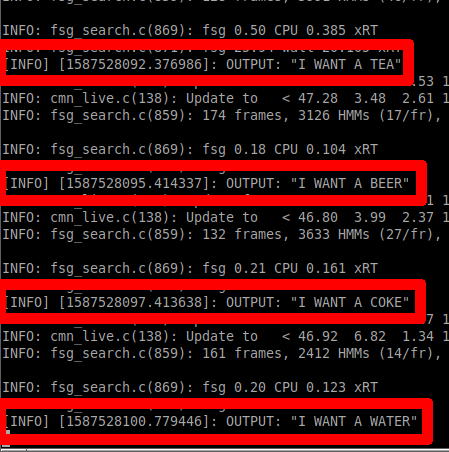 INFO: fsg_search.c(869): fsg 0.50 CPU 0.385 xRT
[INFO] [1587528092.376986]: OUTPUT: "I WANT A TEA"
.53 1
INFO: cmn_live.c(138): Update to < 47.28 3.48 2.61 1
INFO: fsg_search.c(859): 174 frames, 3126 HMMs (17/fr),
INFO: fsg_search.c(869): fsg 0.18 CPU 0.104 xRT
[INFO] [1587528095.414337]: OUTPUT: "I WANT A BEER"
INFO: cmn_live.c(138): Update to < 46.80 3.99 2.37 1
INFO: fsg_search.c(859): 132 frames, 3633 HMMs (27/fr),
INFO: fsg_search.c(869): fsg 0.21 CPU 0.161 xRT
[INFO] [1587528097.413638]: OUTPUT: "I WANT A COKE"
INFO: cmn_live.c(138): Update to < 46.92 6.82 1.34 1
INFO: fsg_search.c(859): 161 frames, 2412 HMMs (14/fr),
INFO: fsg_search.c(869): fsg 0.20 CPU 0.123 xRT
[INFO] [1587528100.779446]: OUTPUT: "I WANT A WATER"